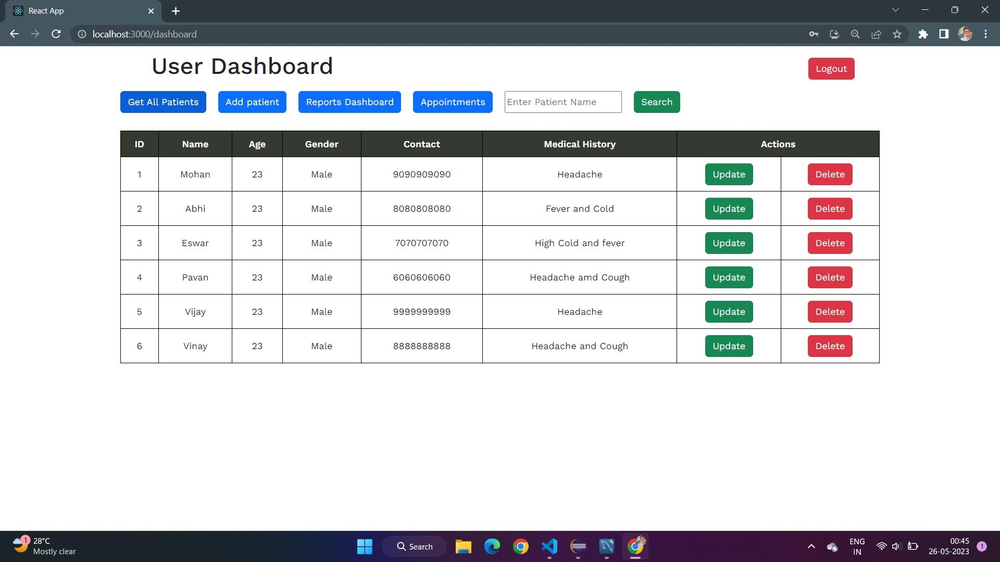 React App
localhost:3000/dashboard
User Dashboard
Logout
Get All Patients Add patient Reports Dashboard Appointments Enter Patient Name Search
ID Name Age Gender Contact Medical History Actions
1 Mohan 23 Male 9090909090 Headache Update Delete
2 Abhi 23 Male 8080808080 Fever and Cold Update Delete
3 Eswar 23 Male 7070707070 High Cold and fever Update Delete
4 Pavan 23 Male 6060606060 Headache amd Cough Update Delete
5 Vijay 23 Male 9999999999 Headache Update Delete
6 Vinay 23 Male 8888888888 Headache and Cough Update Delete
1 28°C
Mostly clear
Search
ENG
IN
00:45
26-05-2023
1